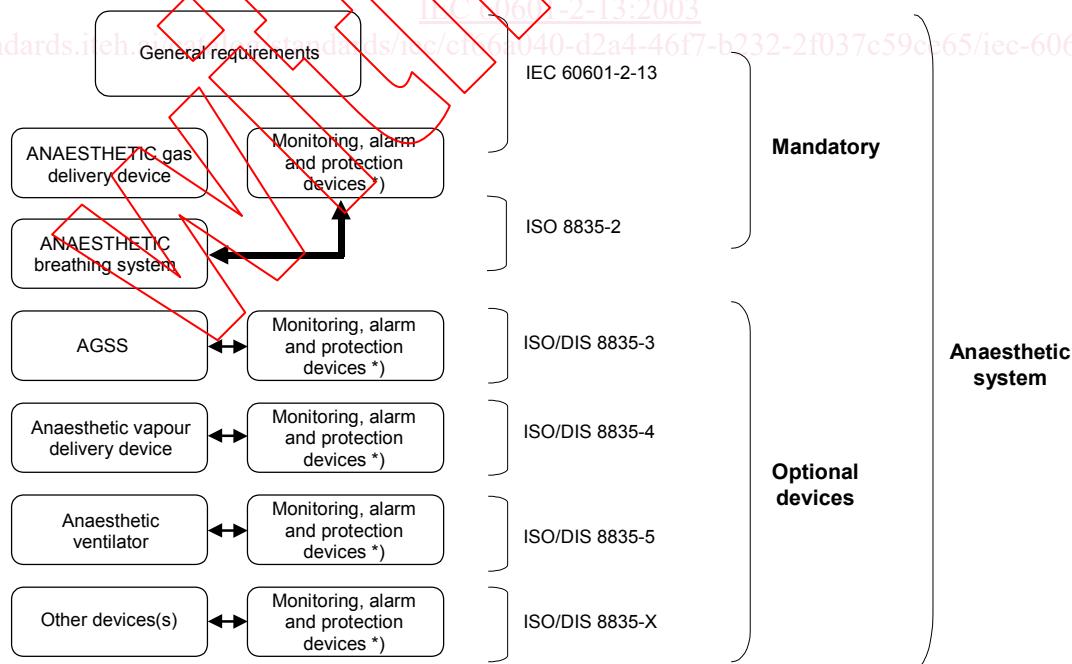 IEC 60601-2-13:2003
General requirements
IEC 60601-2-13
ANAESTHETIC gas
delivery device
Monitoring, alarm
and protection
devices *)
Mandatory
ANAESTHETIC
breathing system
ISO 8835-2
AGSS
Monitoring, alarm
and protection
devices *)
ISO/DIS 8835-3
Anaesthetic
system
Anaesthetic vapour
delivery device
Monitoring, alarm
and protection
devices *)
ISO/DIS 8835-4
Optional
devices
Anaesthetic
ventilator
Monitoring, alarm
and protection
devices *)
ISO/DIS 8835-5
Other devices(s)
Monitoring, alarm
and protection
devices *)
ISO/DIS 8835-X